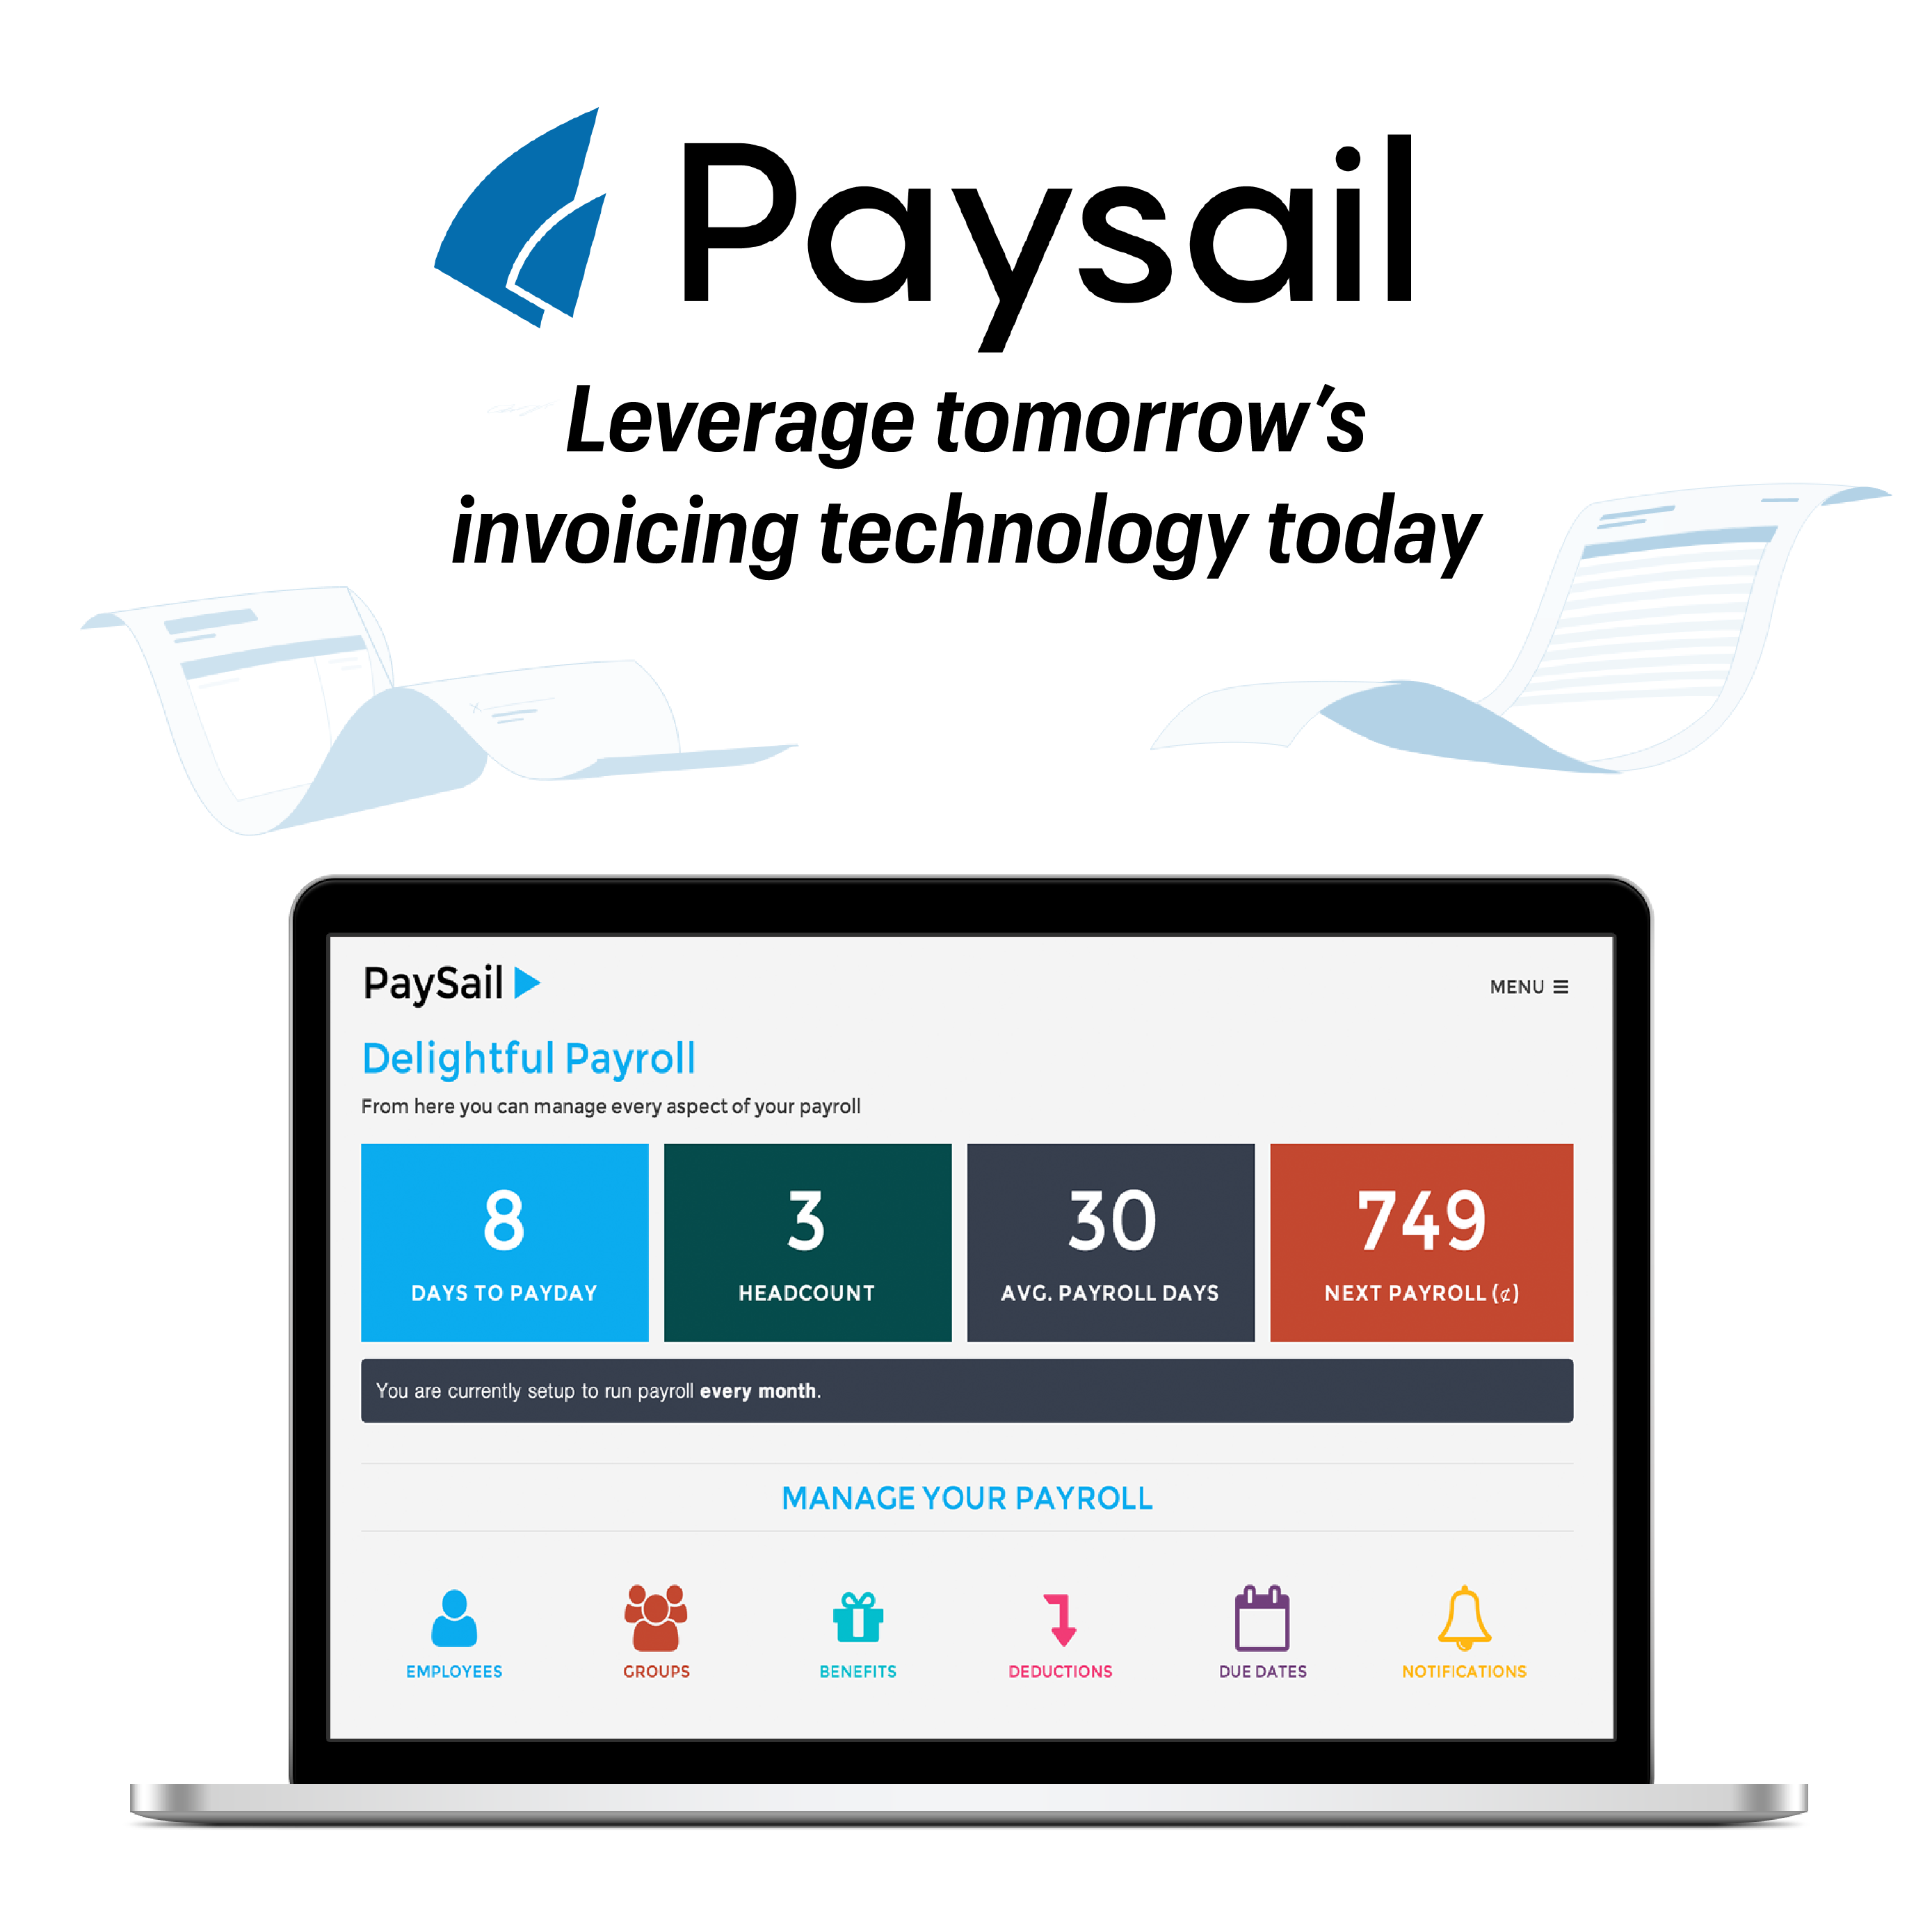 Paysail
Leverage tomorrow's
invoicing technology today
PaySail
MENU
Delightful Payroll
From here you can manage every aspect of your payroll
8
DAYS TO PAYDAY
3
HEADCOUNT
30
AVG. PAYROLL DAYS
749
NEXT PAYROLL (¢)
You are currently setup to run payroll every month.
MANAGE YOUR PAYROLL
EMPLOYEES
GROUPS
BENEFITS
DEDUCTIONS
DUE DATES
NOTIFICATIONS